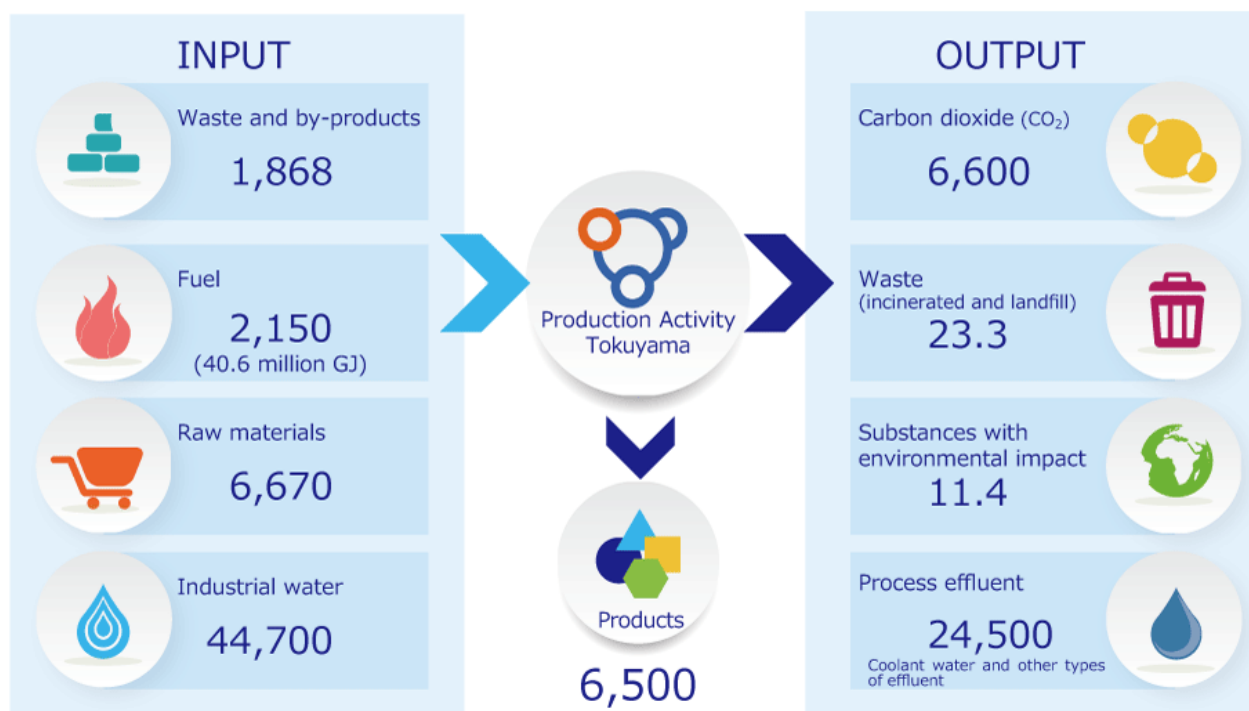 INPUT
Waste and by-products
1,868
Fuel
2,150
(40.6 million GJ)
Raw materials
6,670
Industrial water
44,700
Production Activity
Tokuyama
Products
6,500
OUTPUT
Carbon dioxide (CO₂)
6,600
Waste
(incinerated and landfill)
23.3
Substances with
environmental impact
11.4
Process effluent
24,500
Coolant water and other types
of effluent